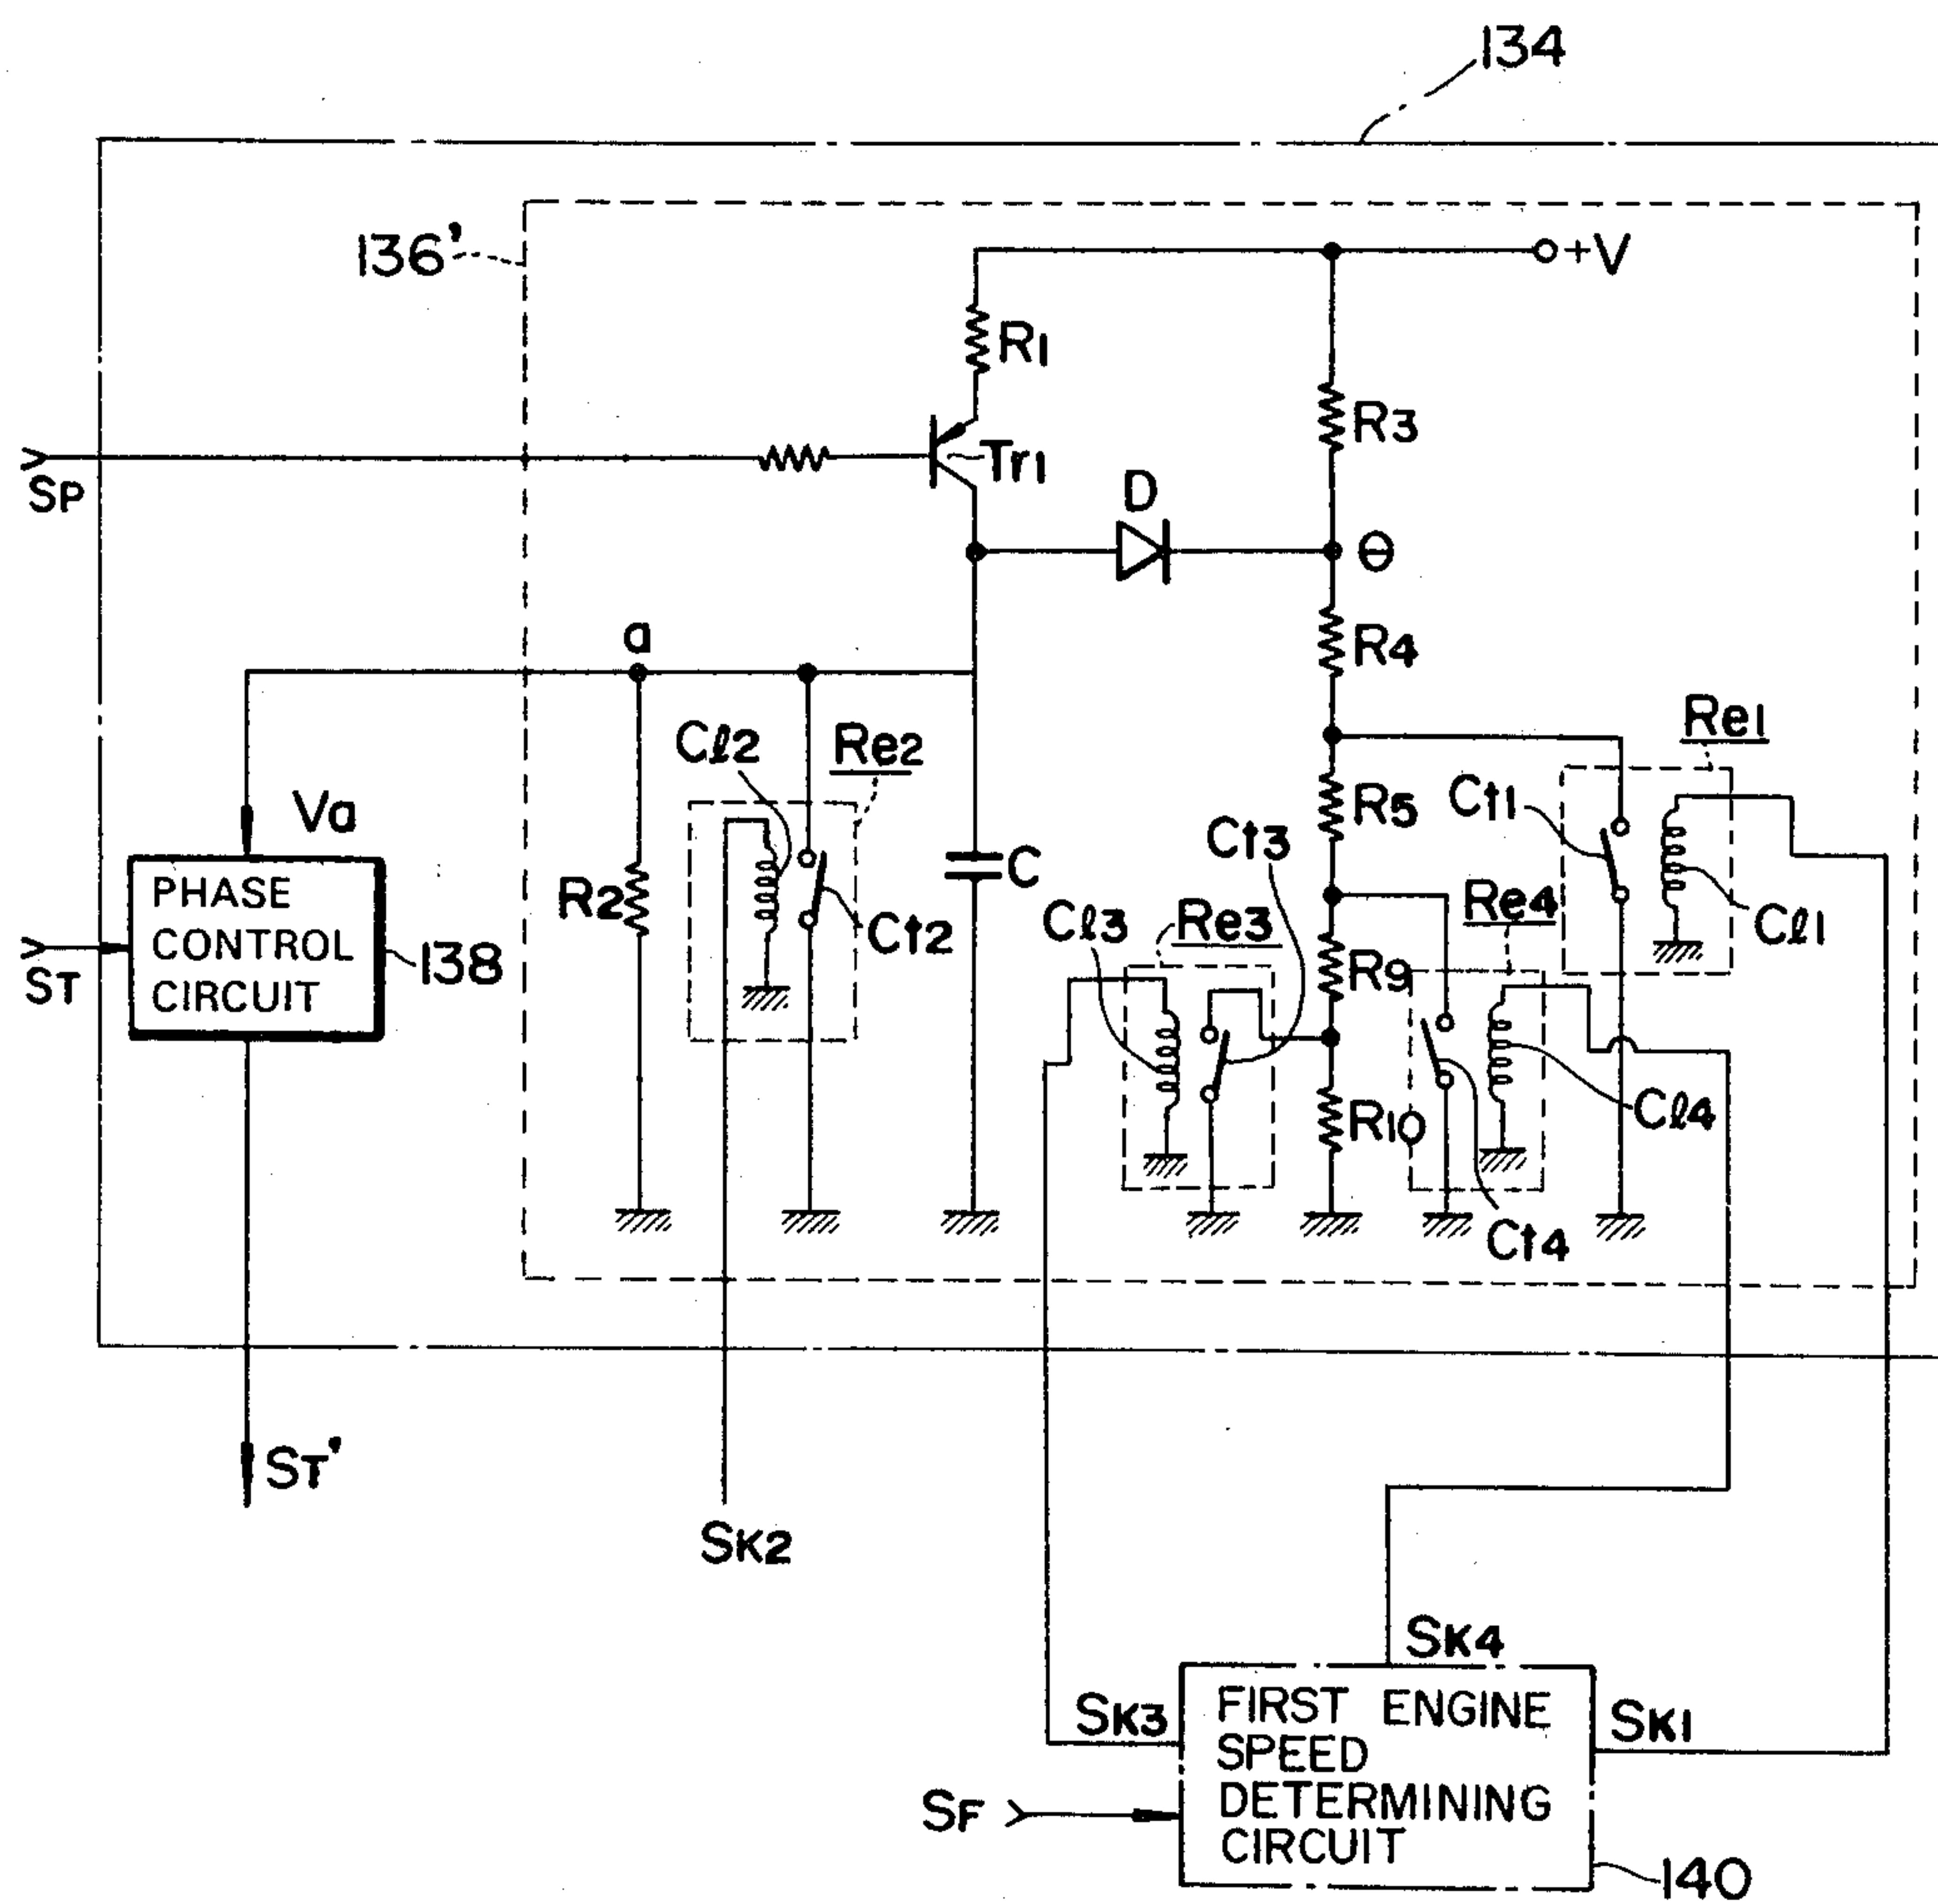 134
136'
+V
R1
R3
Tr1
SP
D
Θ
a
R4
Cℓ2
Re2
Re1
Va
R5
Ct1
Ct3
PHASE
CONTROL
CIRCUIT
R2
C
Ct2
Cℓ3
Re3
Re4
Cℓ1
138
ST
R9
R10
Cℓ4
Ct4
ST'
SK2
SK4
SK3
FIRST ENGINE
SPEED
DETERMINING
CIRCUIT
SK1
SF
140